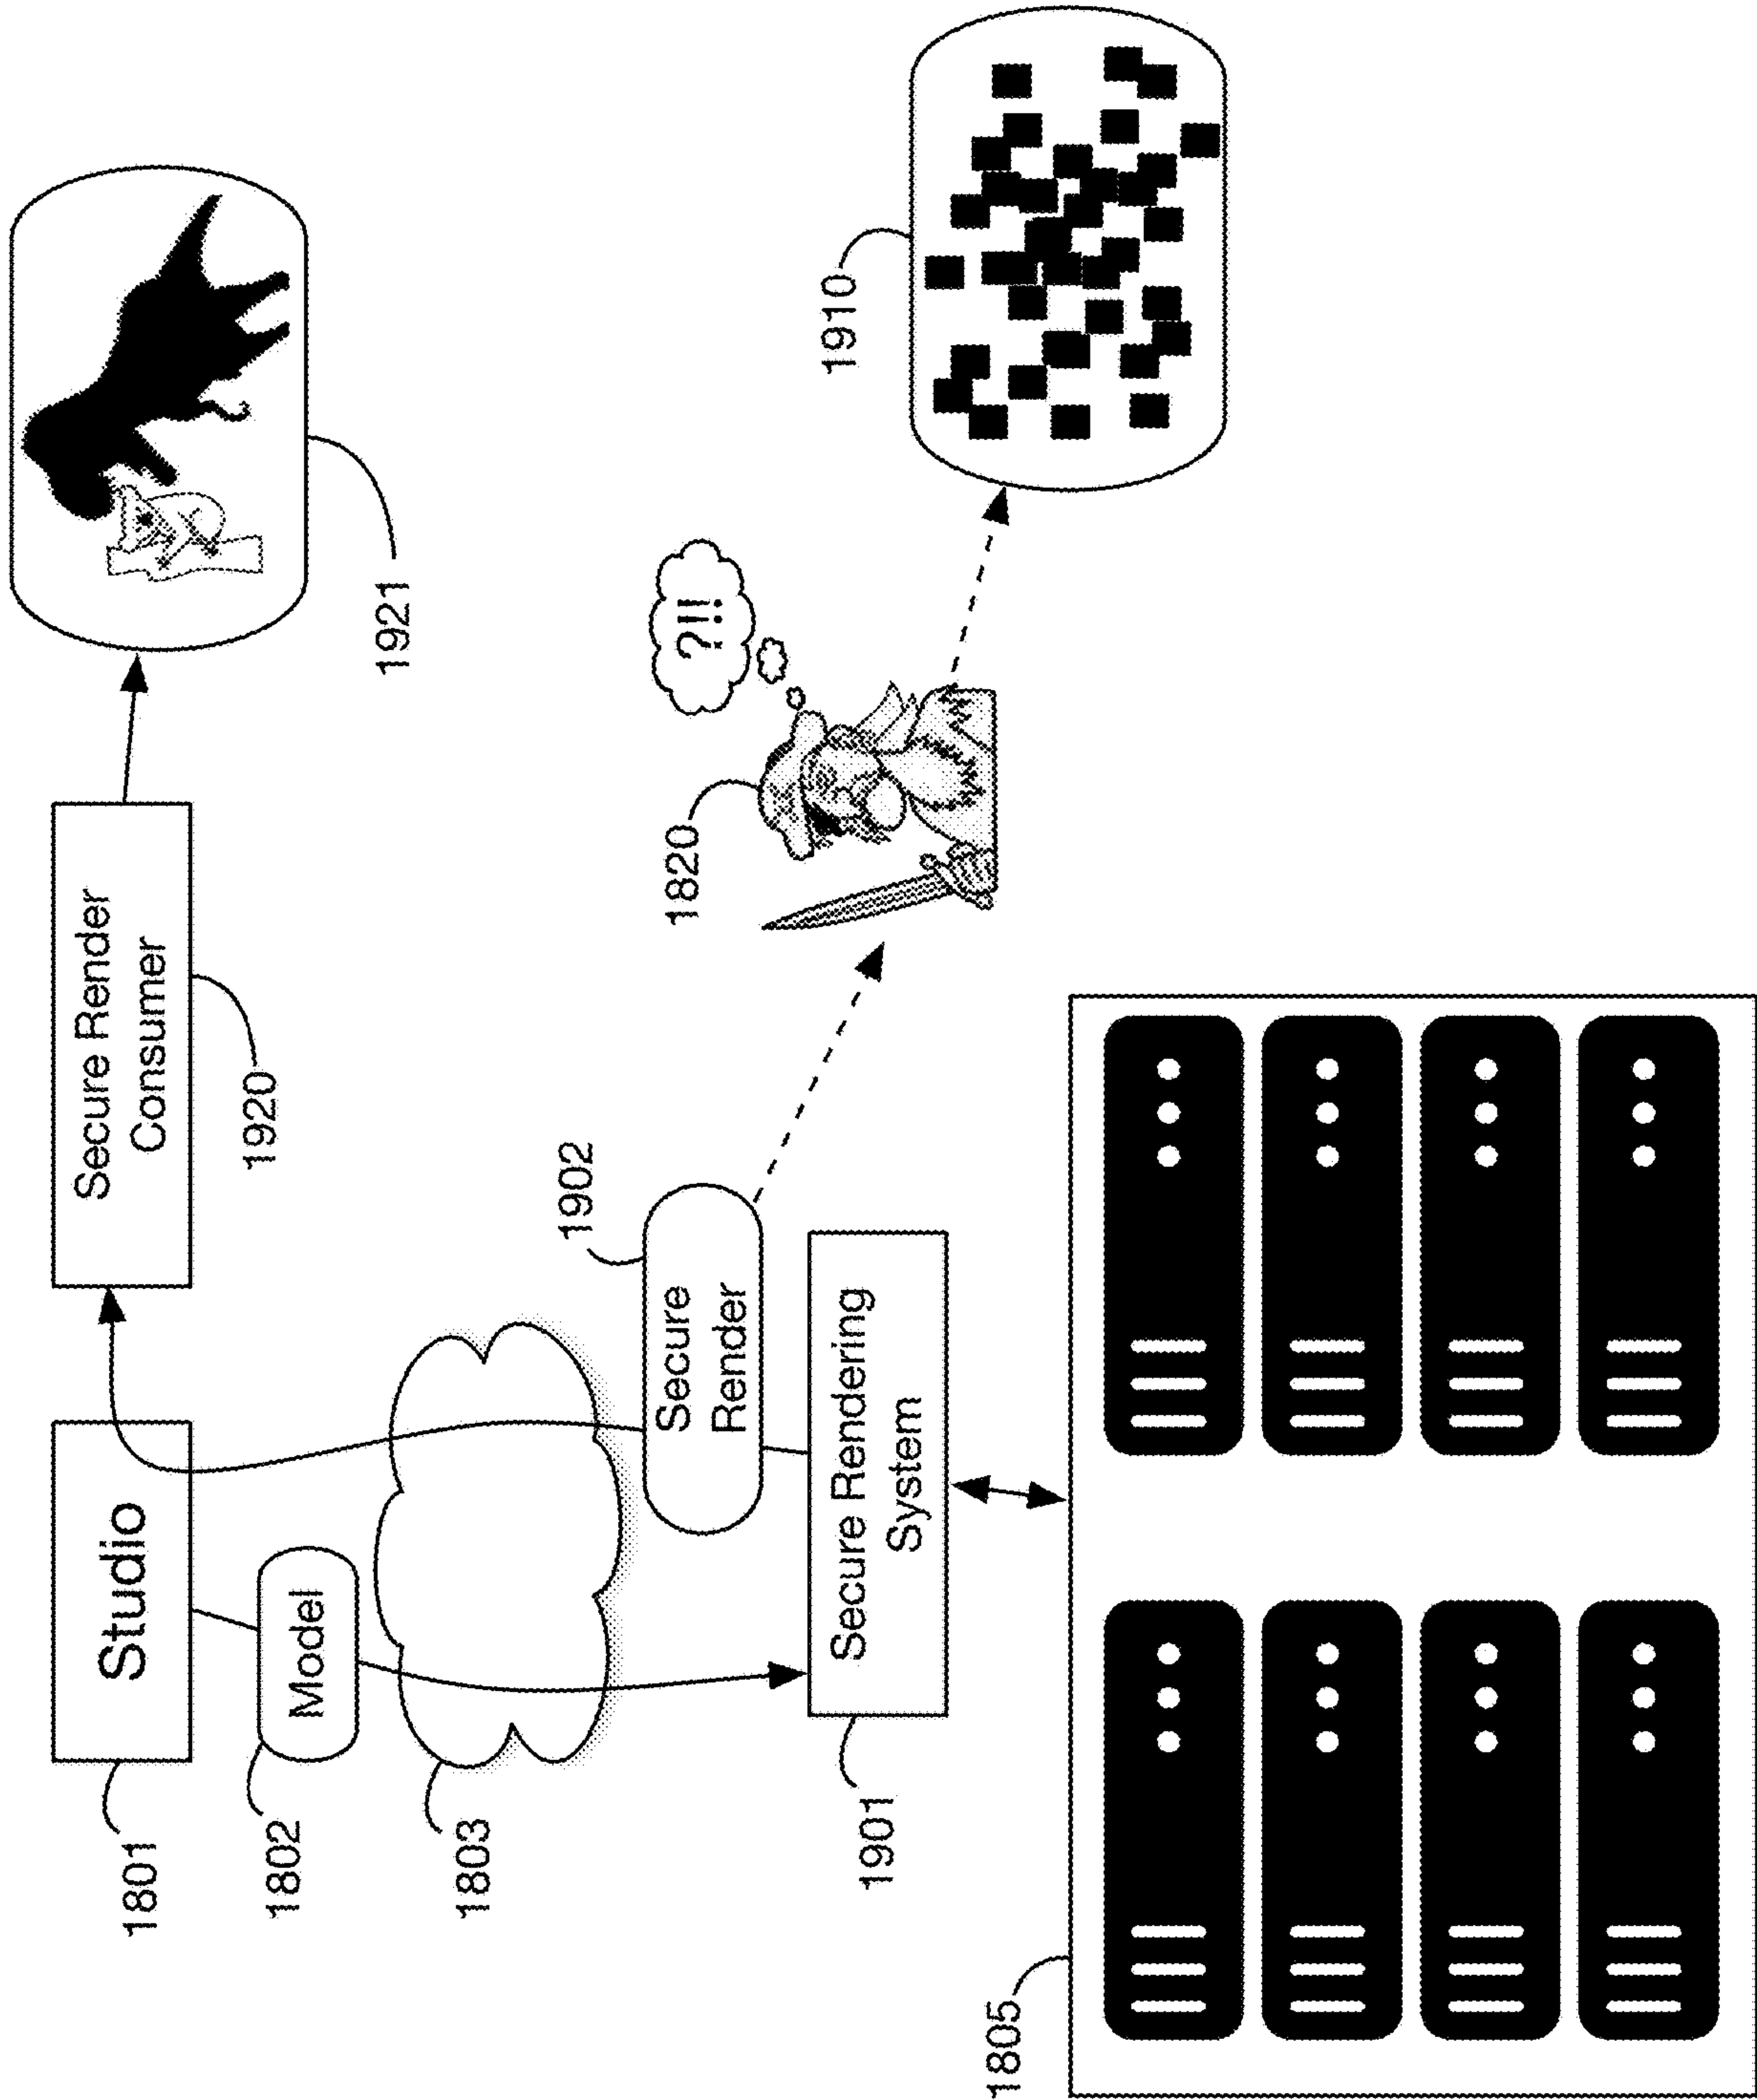 1801
Studio
1802
Model
1803
1901
Secure Rendering
System
1902
Secure
Render
1805
Secure Render
Consumer
1920
1921
1820
?!!
1910